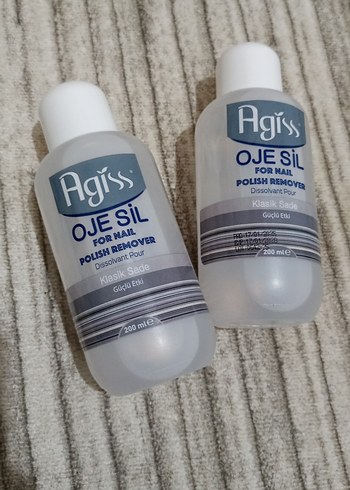 Agiss
OJE SİL
FOR NAIL
POLISH REMOVER
Dissolvant Pour
Klasik Sade
Güçlü Etki
200 ml e
Agiss
OJE SİL
FOR NAIL
POLISH REMOVER
Dissolvant Pour
Klasik Sade
Güçlü Etki
200 ml e